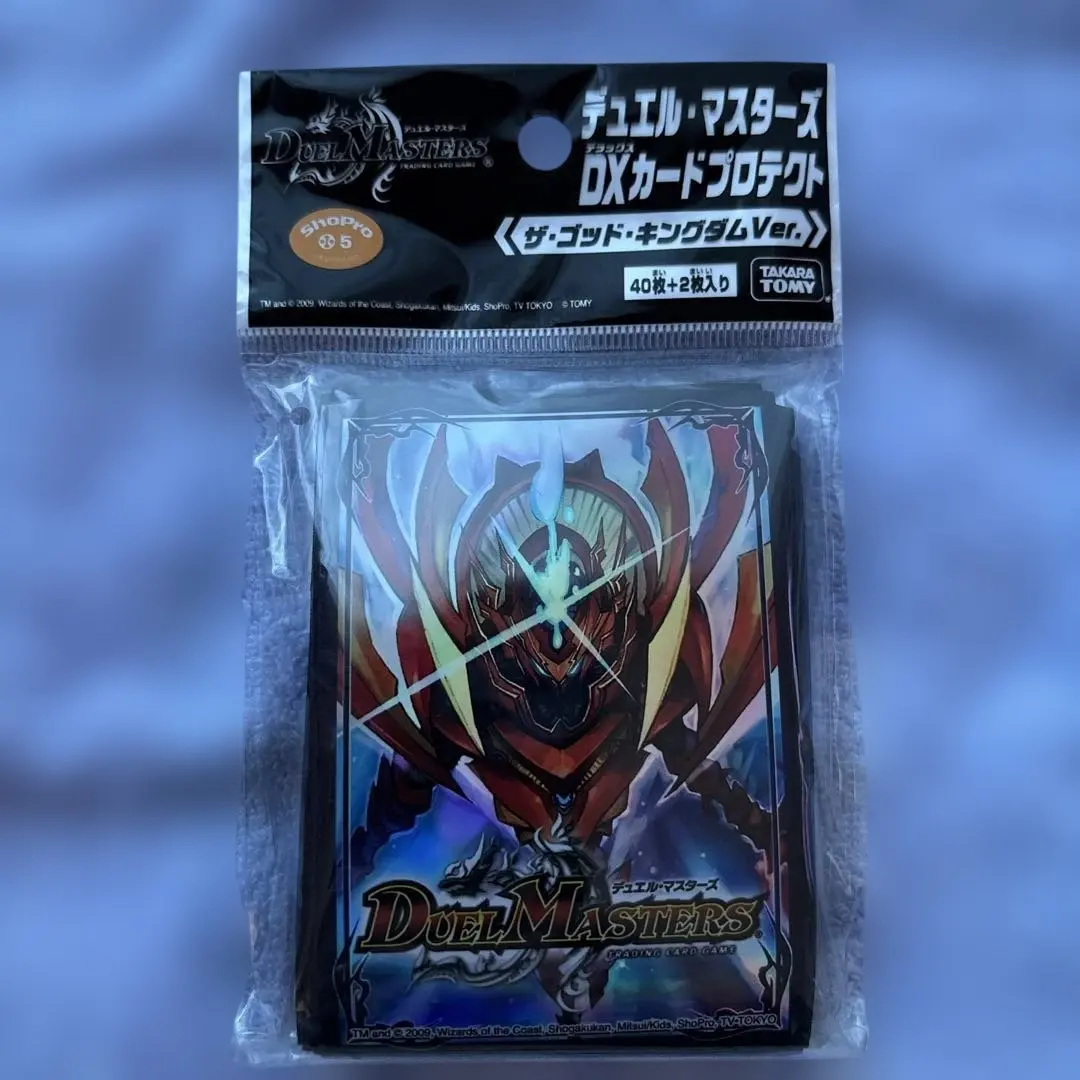 デュエル・マスターズ
DUEL MASTERS®
TRADING CARD GAME
デュエル・マスターズ
デラックス
DXカードプロテクト
ザ・ゴッド・キングダムVer.
ShoPro
5
まい まいい
40枚+2枚入り
TAKARA
TOMY
TM and © 2009, Wizards of the Coast, Shogakukan, Mitsui/Kids, ShoPro, TV TOKYO © TOMY
デュエル・マスターズ
DUEL MASTERS®
TRADING CARD GAME
TM and © 2009, Wizards of the Coast, Shogakukan, Mitsui/Kids, ShoPro, TV-TOKYO